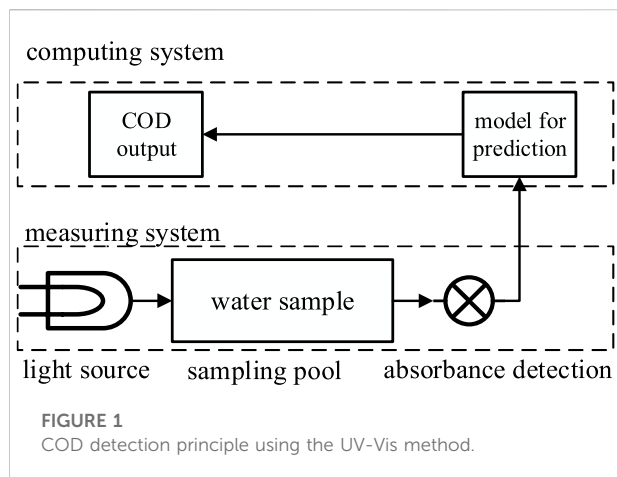 computing system
COD
output
model for
prediction
measuring system
water sample
light source
sampling pool
absorbance detection
FIGURE 1
COD detection principle using the UV-Vis method.